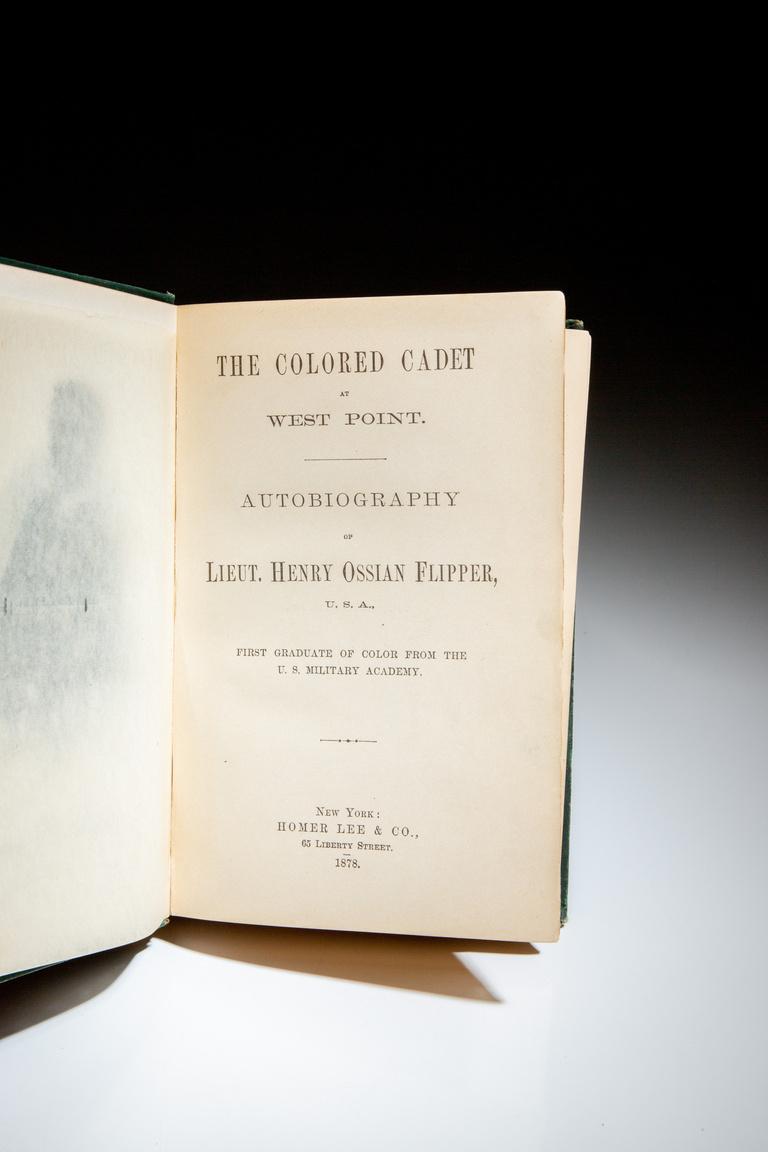 THE COLORED CADET
AT
WEST POINT.
AUTOBIOGRAPHY
OF
LIEUT. HENRY OSSIAN FLIPPER,
U. S. A.,
FIRST GRADUATE OF COLOR FROM THE
U. S. MILITARY ACADEMY.
NEW YORK:
HOMER LEE & CO.,
65 LIBERTY STREET.
1878.